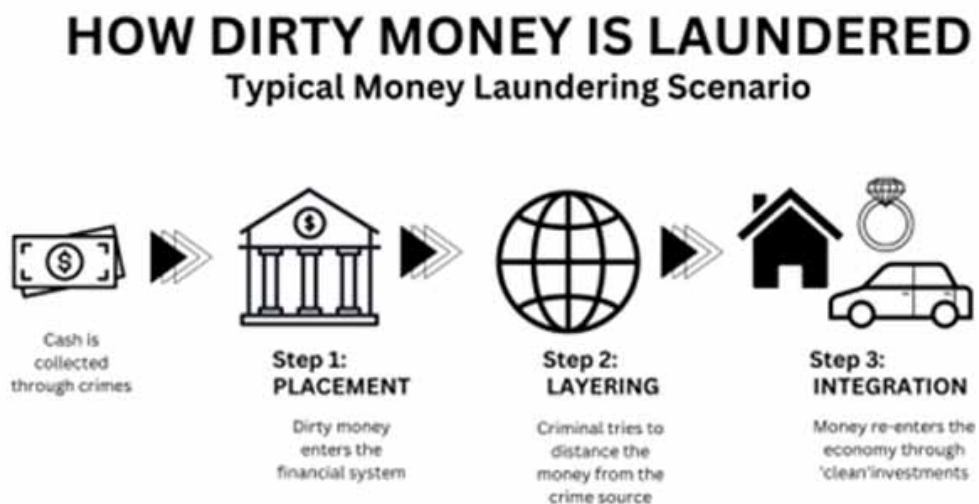 HOW DIRTY MONEY IS LAUNDERED
Typical Money Laundering Scenario
$
$
Cash is
collected
through crimes
Step 1:
PLACEMENT
Dirty money
enters the
financial system
Step 2:
LAYERING
Criminal tries to
distance the
money from the
crime source
Step 3:
INTEGRATION
Money re-enters the
economy through
'clean'investments